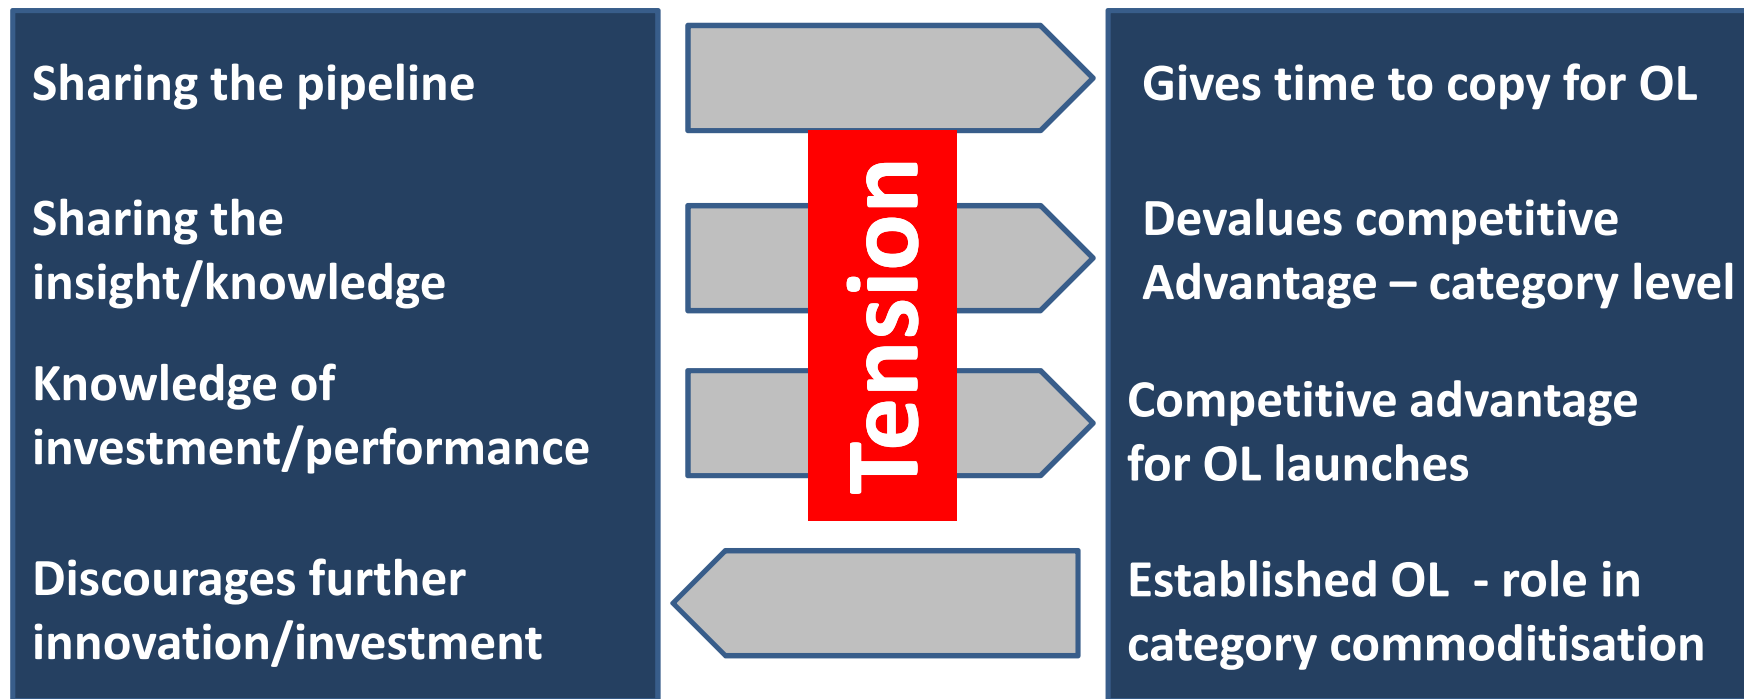 Sharing the pipeline
Gives time to copy for OL
Sharing the
insight/knowledge
Devalues competitive
Advantage – category level
Tension
Knowledge of
investment/performance
Competitive advantage
for OL launches
Discourages further
innovation/investment
Established OL  - role in
category commoditisation